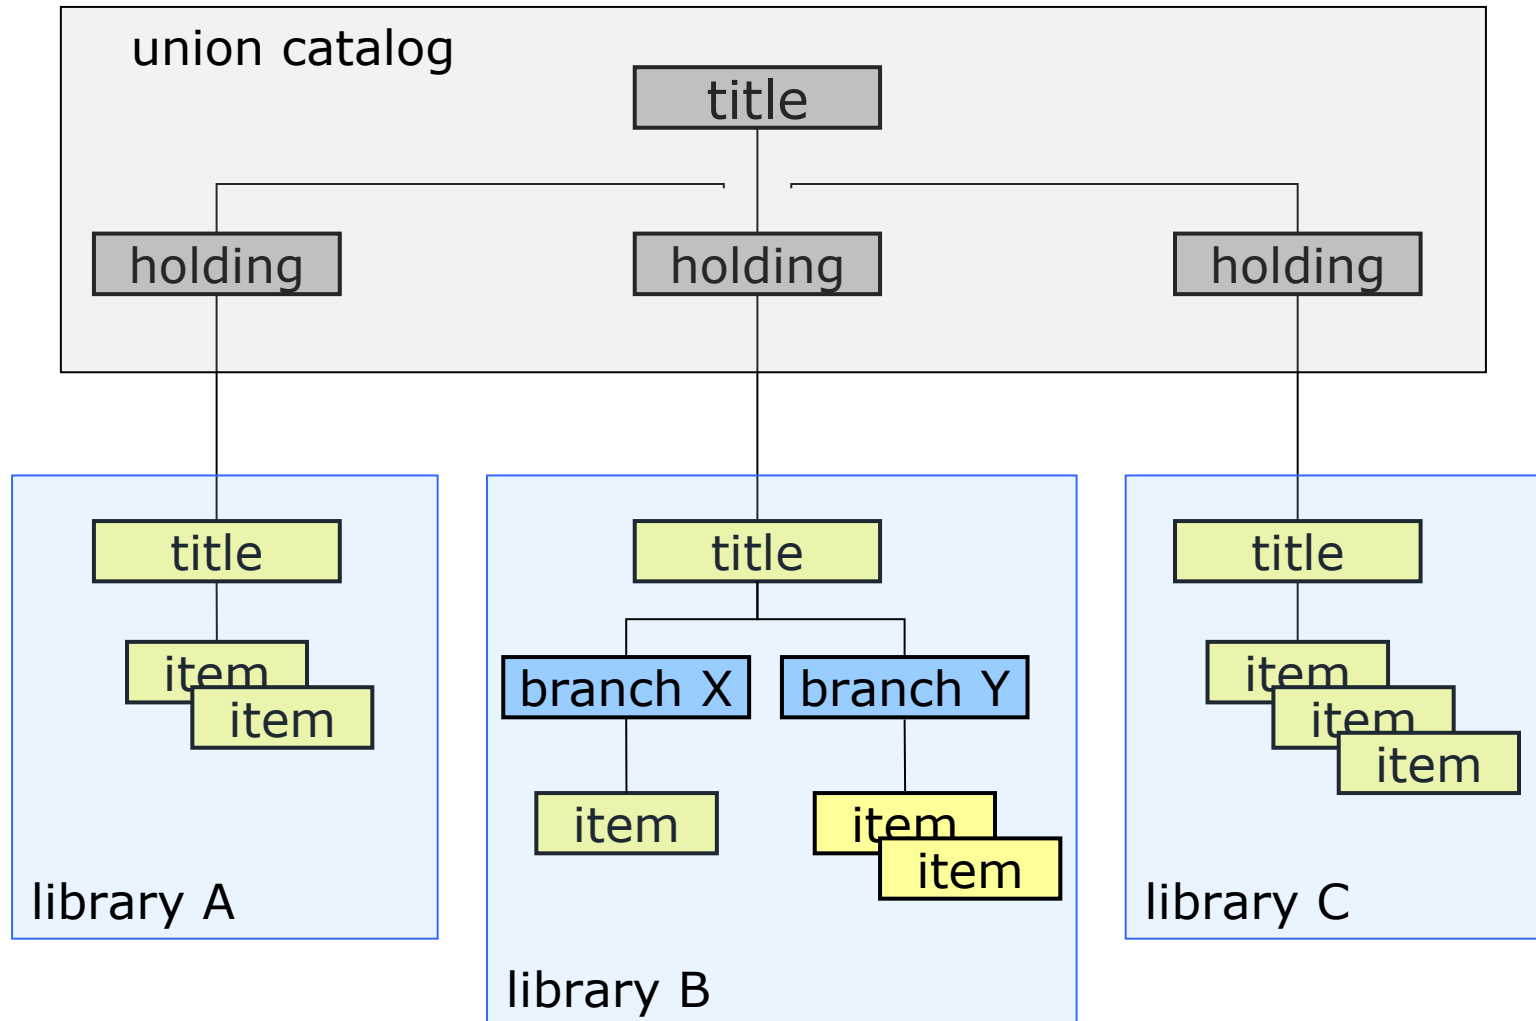 union catalog
title
holding
holding
holding
title
title
title
item
item
branch X
branch Y
item
item
item
item
item
item
library A
library B
library C